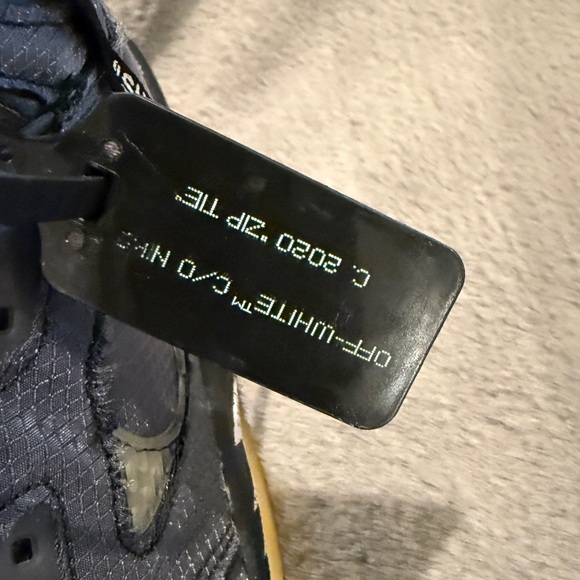 OFF-WHITE™ C/O NIKE
C. 2020 "ZIP TIE"